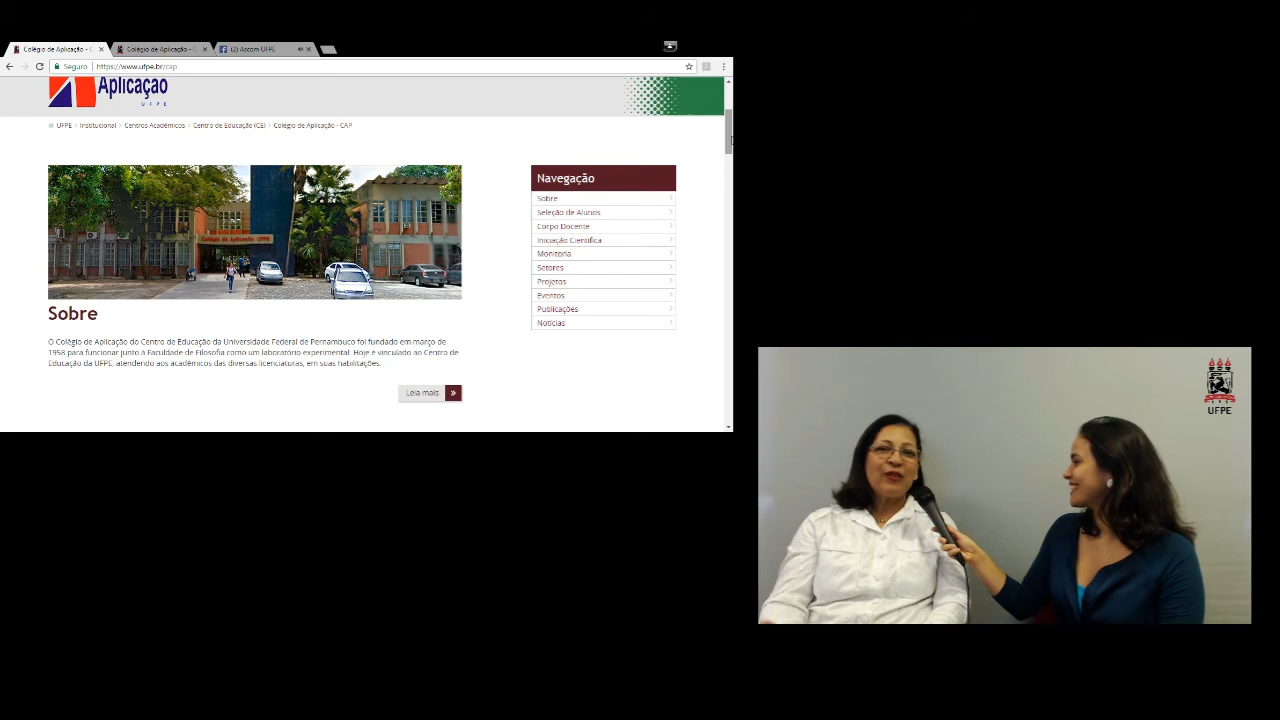 Colégio de Aplicação - C
Colégio de Aplicação - C
(2) Ascom UFPE
Seguro
https://www.ufpe.br/cap
Aplicação
UFPE
UFPE > Institucional > Centros Acadêmicos > Centro de Educação (CE) > Colégio de Aplicação - CAP
Colégio de Aplicação UFPE
Sobre
O Colégio de Aplicação do Centro de Educação da Universidade Federal de Pernambuco foi fundado em março de
1958 para funcionar junto à Faculdade de Filosofia como um laboratório experimental. Hoje é vinculado ao Centro de
Educação da UFPE, atendendo aos acadêmicos das diversas licenciaturas, em suas habilitações.
Leia mais »
Navegação
Sobre
Seleção de Alunos
Corpo Docente
Iniciação Científica
Monitoria
Setores
Projetos
Eventos
Publicações
Notícias
UFPE